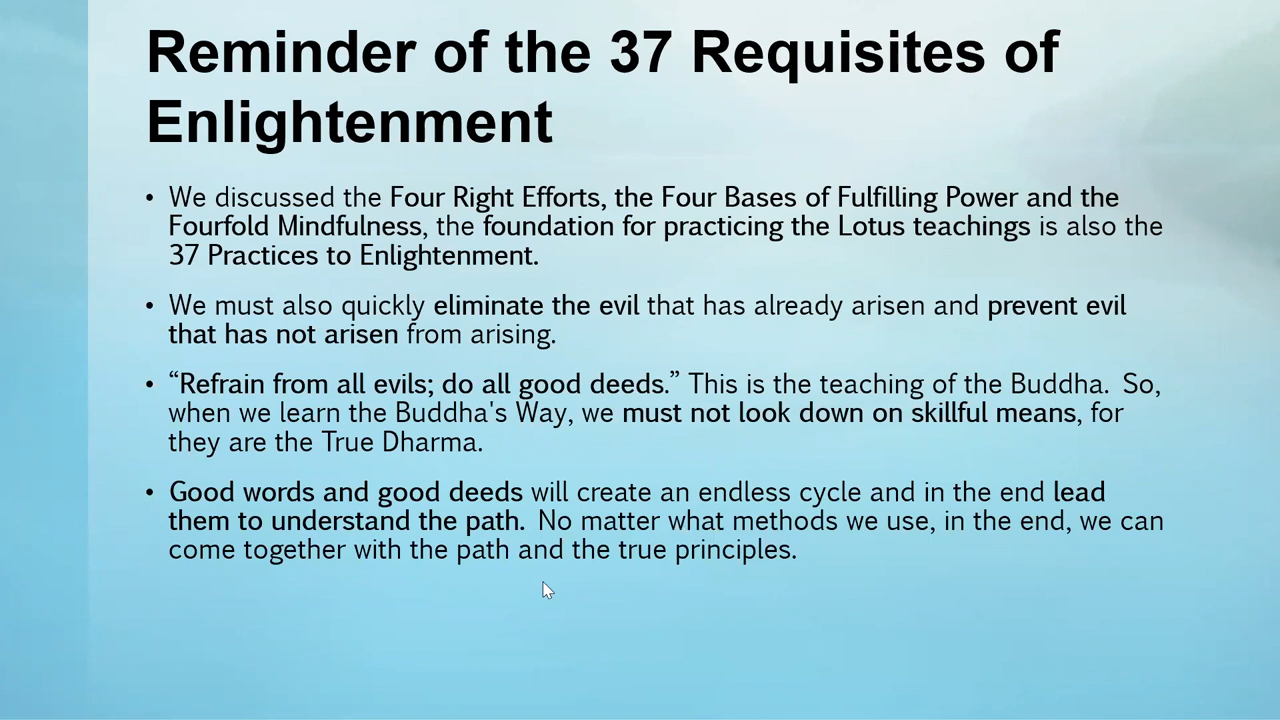 Reminder of the 37 Requisites of
Enlightenment
• We discussed the Four Right Efforts, the Four Bases of Fulfilling Power and the
Fourfold Mindfulness, the foundation for practicing the Lotus teachings is also the
37 Practices to Enlightenment.
• We must also quickly eliminate the evil that has already arisen and prevent evil
that has not arisen from arising.
• “Refrain from all evils; do all good deeds.” This is the teaching of the Buddha.  So,
when we learn the Buddha's Way, we must not look down on skillful means, for
they are the True Dharma.
• Good words and good deeds will create an endless cycle and in the end lead
them to understand the path.  No matter what methods we use, in the end, we can
come together with the path and the true principles.